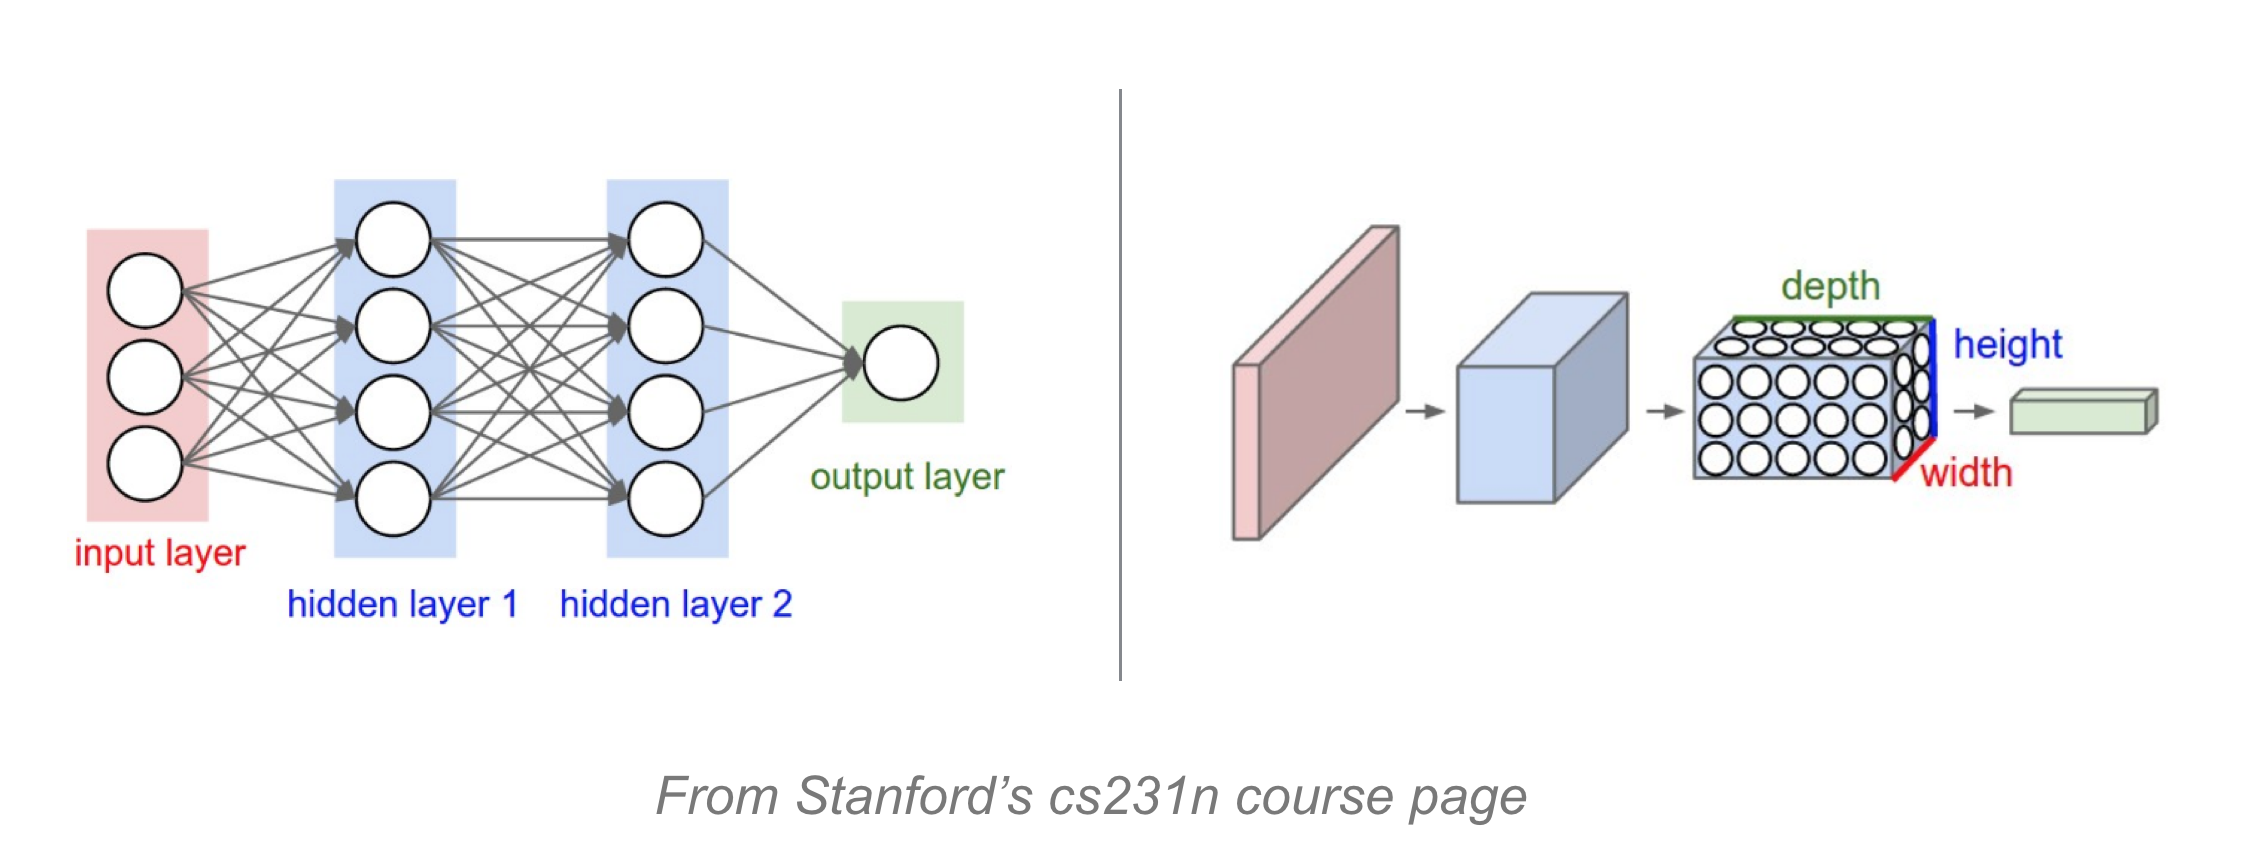 input layer
hidden layer 1
hidden layer 2
output layer
depth
height
width
From Stanford’s cs231n course page